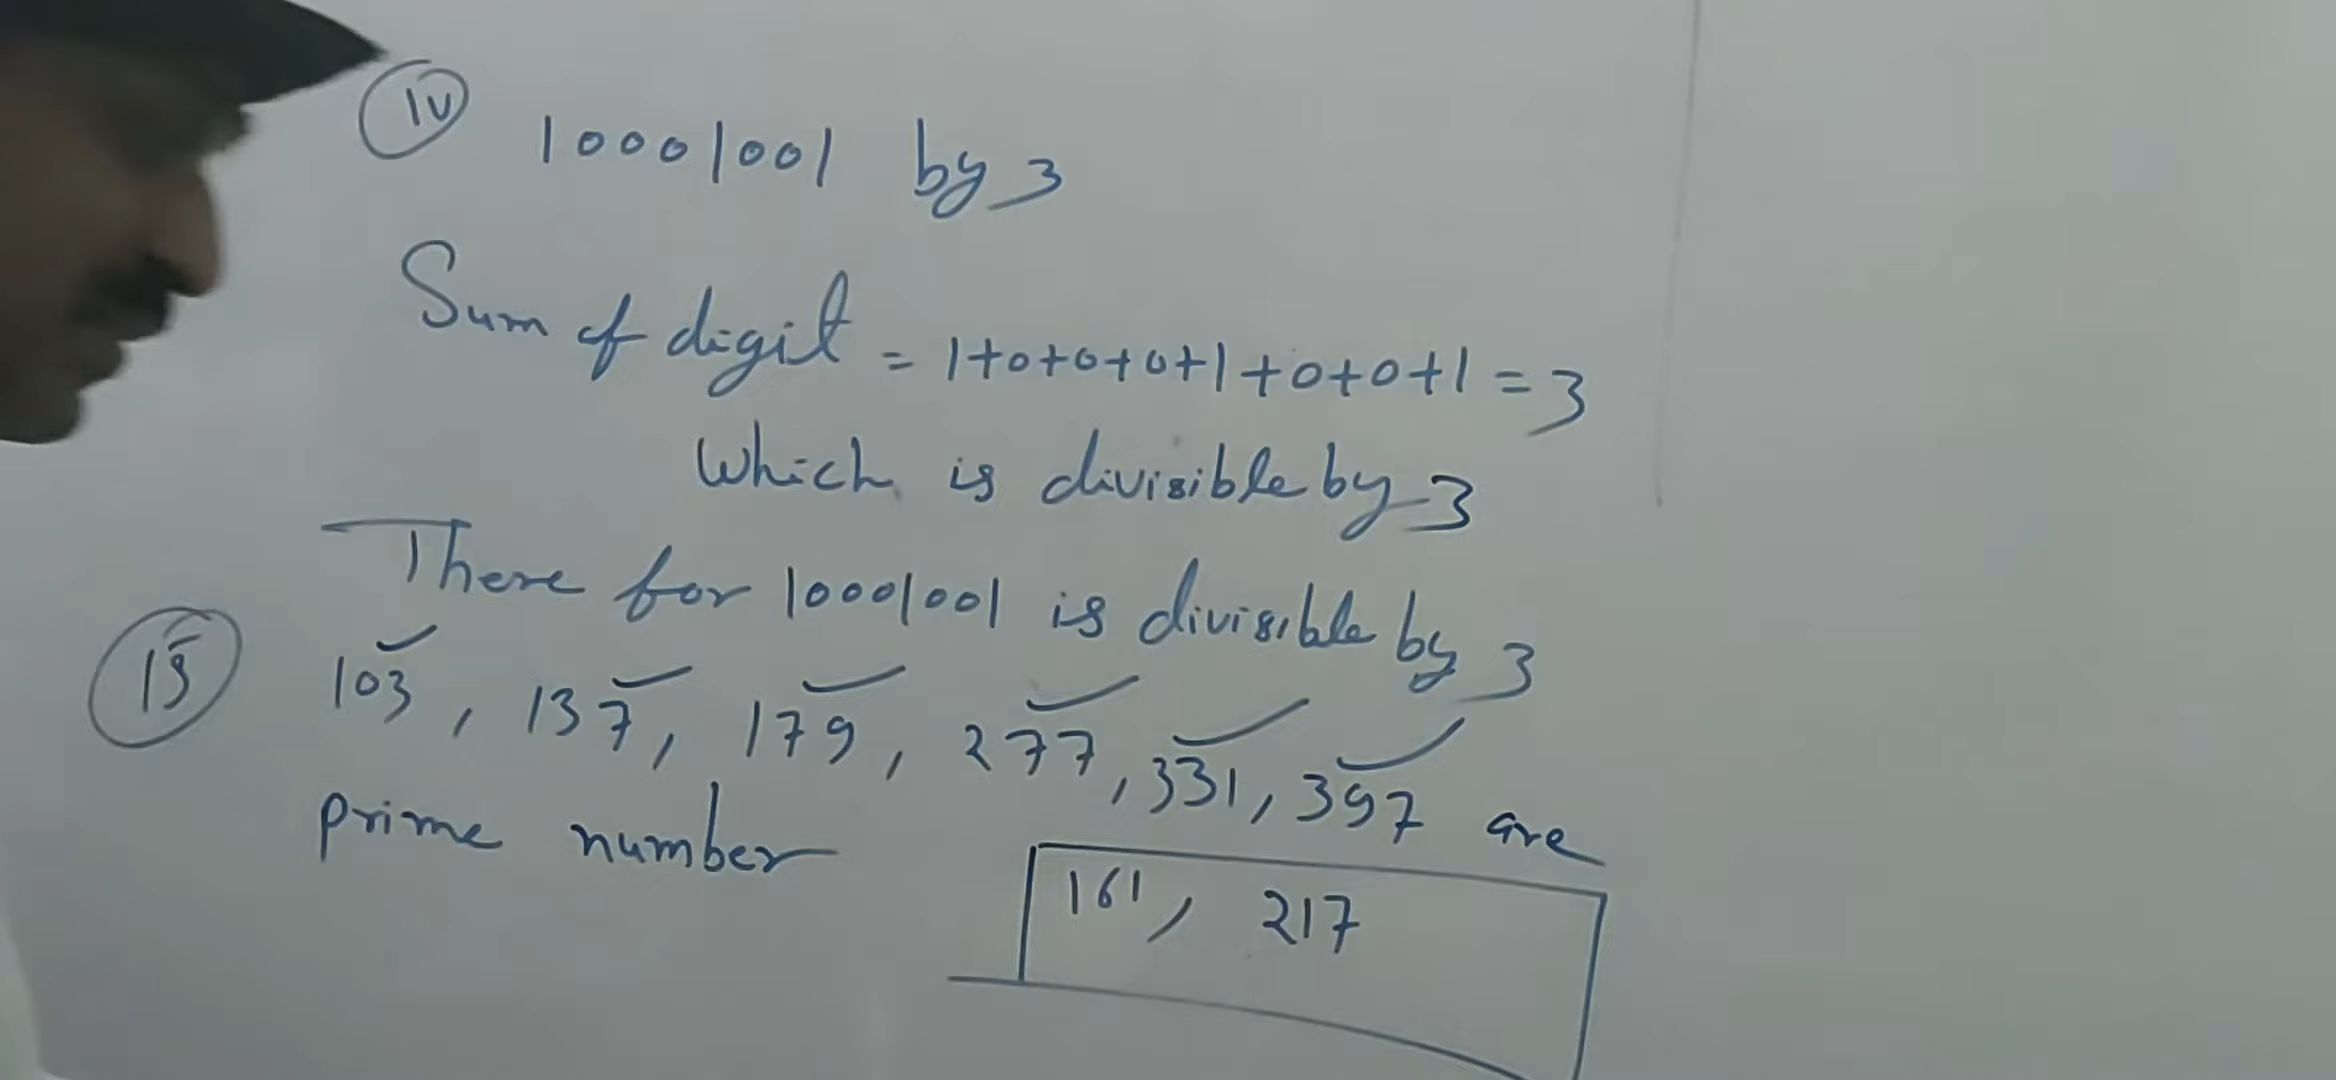 iv 10001001 by 3
Sum of digit = 1+0+0+0+1+0+0+1 = 3
Which is divisible by 3
There for 10001001 is divisible by 3
15 103, 137, 179, 277, 331, 397 are
prime number
161, 217